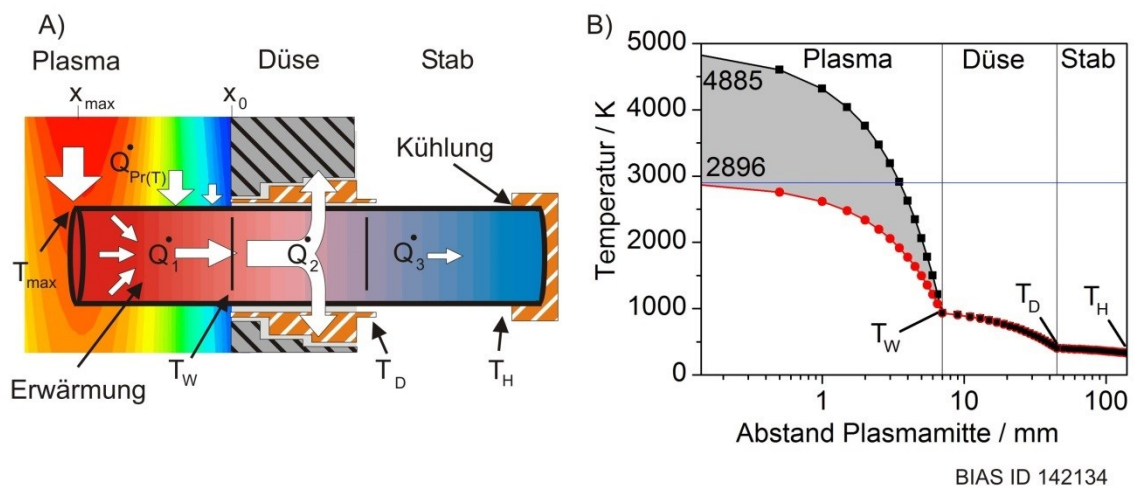 A)
Plasma
Düse
Stab
x max
x 0
Q̇ Pr(T)
Kühlung
Q̇ 1
Q̇ 2
Q̇ 3
T max
Erwärmung
T W
T D
T H
B)
5000
4000
3000
2000
1000
0
Temperatur / K
Plasma
Düse
Stab
4885
2896
T W
T D
T H
1
10
100
Abstand Plasmamitte / mm
BIAS ID 142134